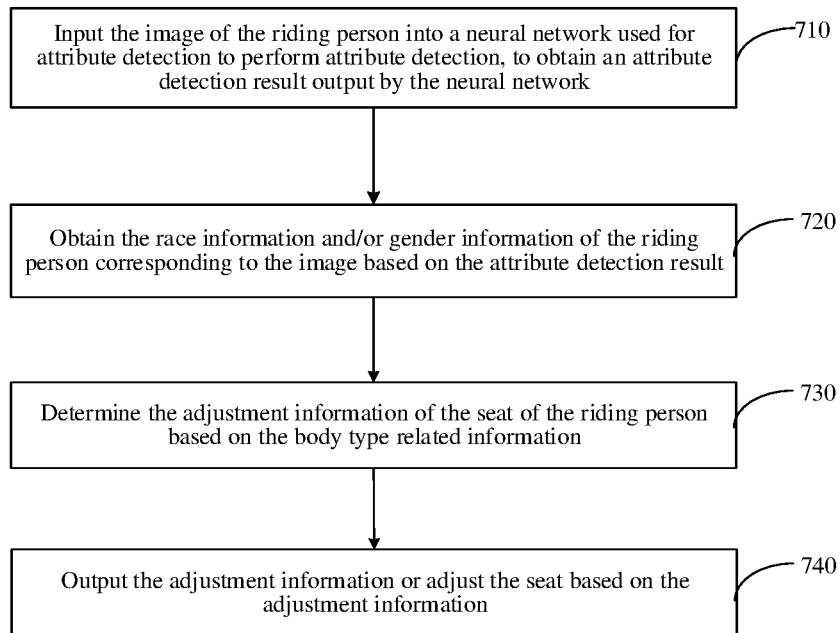 Input the image of the riding person into a neural network used for
attribute detection to perform attribute detection, to obtain an attribute
detection result output by the neural network
710
Obtain the race information and/or gender information of the riding
person corresponding to the image based on the attribute detection result
720
Determine the adjustment information of the seat of the riding person
based on the body type related information
730
Output the adjustment information or adjust the seat based on the
adjustment information
740